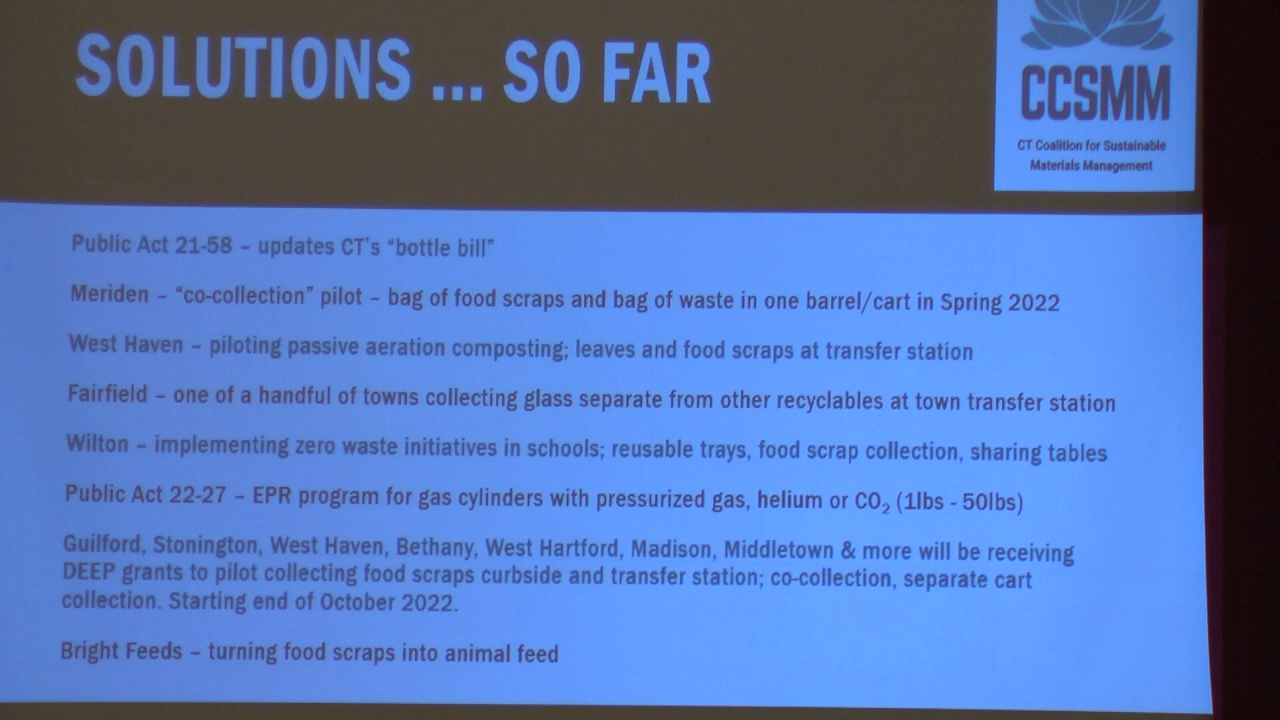 SOLUTIONS ... SO FAR
CCSMM
CT Coalition for Sustainable
Materials Management
Public Act 21-58 – updates CT's “bottle bill”
Meriden – “co-collection” pilot – bag of food scraps and bag of waste in one barrel/cart in Spring 2022
West Haven – piloting passive aeration composting; leaves and food scraps at transfer station
Fairfield – one of a handful of towns collecting glass separate from other recyclables at town transfer station
Wilton – implementing zero waste initiatives in schools; reusable trays, food scrap collection, sharing tables
Public Act 22-27 – EPR program for gas cylinders with pressurized gas, helium or CO₂ (1lbs - 50lbs)
Guilford, Stonington, West Haven, Bethany, West Hartford, Madison, Middletown & more will be receiving
DEEP grants to pilot collecting food scraps curbside and transfer station; co-collection, separate cart
collection. Starting end of October 2022.
Bright Feeds – turning food scraps into animal feed